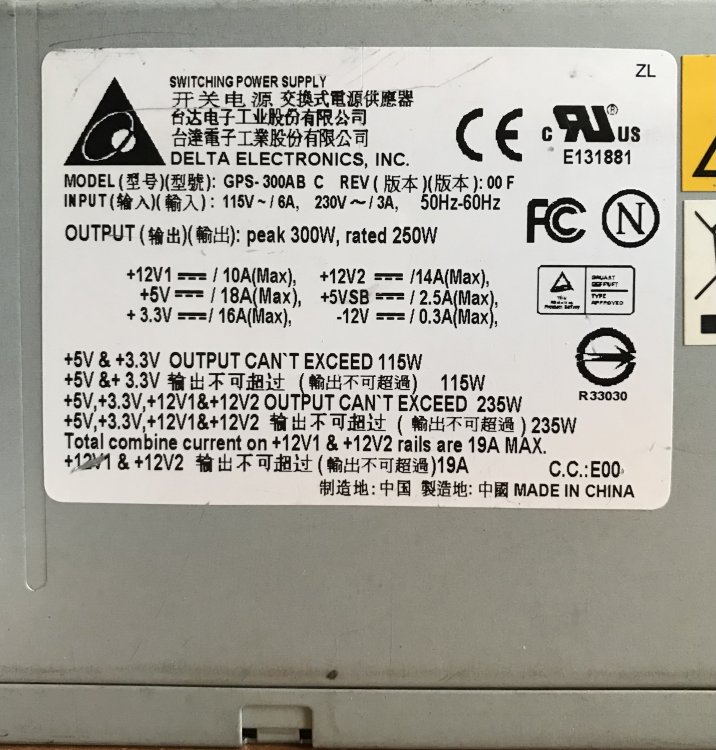 ZL
SWITCHING POWER SUPPLY
开关电源 交換式電源供應器
台达电子工业股份有限公司
台達電子工業股份有限公司
DELTA ELECTRONICS, INC.
CE
c UR® US
E131881
MODEL (型号)(型號): GPS-300AB C REV (版本)(版本): 00 F
INPUT (输入)(輸入): 115V~/6A, 230V~/3A, 50Hz-60Hz
FC N
OUTPUT (输出)(輸出): peak 300W, rated 250W
+12V1 ⎓ / 10A(Max), +12V2 ⎓ /14A(Max),
+5V ⎓ / 18A(Max), +5VSB ⎓ / 2.5A(Max),
+ 3.3V ⎓ / 16A(Max), -12V ⎓ / 0.3A(Max),
TYPE
APPROVED
R33030
+5V & +3.3V OUTPUT CAN`T EXCEED 115W
+5V &+ 3.3V 输出不可超过 (輸出不可超過) 115W
+5V,+3.3V,+12V1&+12V2 OUTPUT CAN`T EXCEED 235W
+5V,+3.3V,+12V1&+12V2 输出不可超过 (輸出不可超過) 235W
Total combine current on +12V1 & +12V2 rails are 19A MAX.
+12V1 & +12V2 输出不可超过(輸出不可超過)19A
C.C.:E00
制造地: 中国 製造地: 中國 MADE IN CHINA